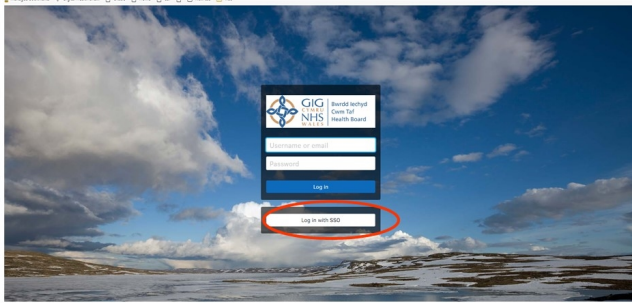 GIG
CYMRU
NHS
WALES
Bwrdd Iechyd
Cwm Taf
Health Board
Username or email
Password
Log in
Log in with SSO